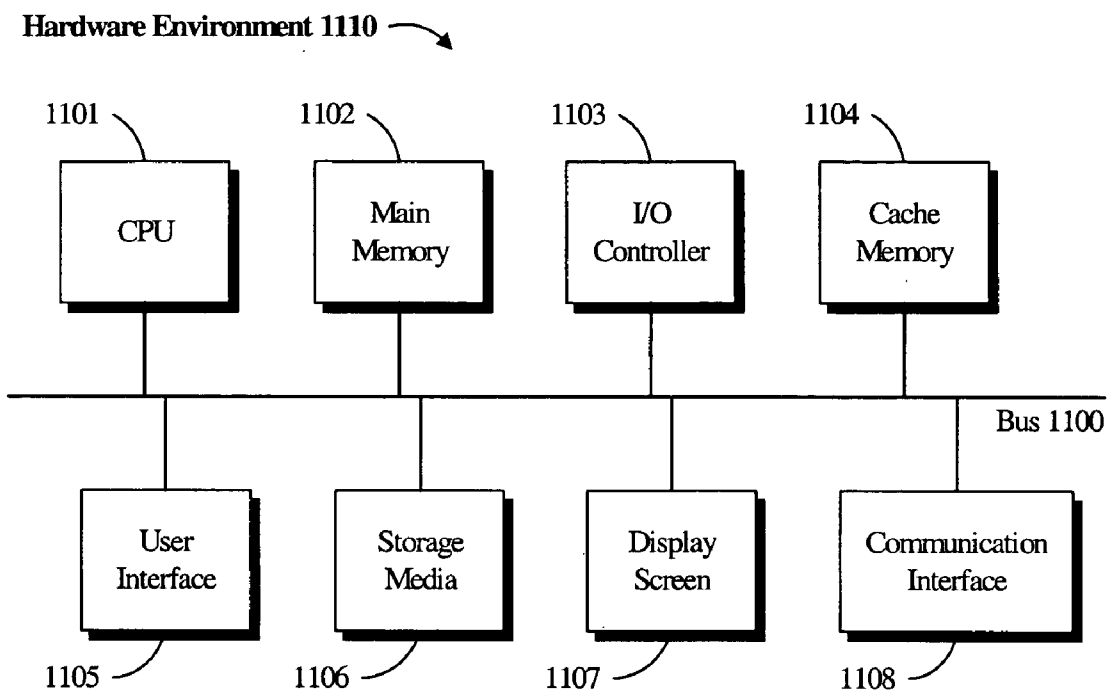 Hardware Environment 1110
1101
1102
1103
1104
CPU
Main
Memory
I/O
Controller
Cache
Memory
Bus 1100
User
Interface
Storage
Media
Display
Screen
Communication
Interface
1105
1106
1107
1108